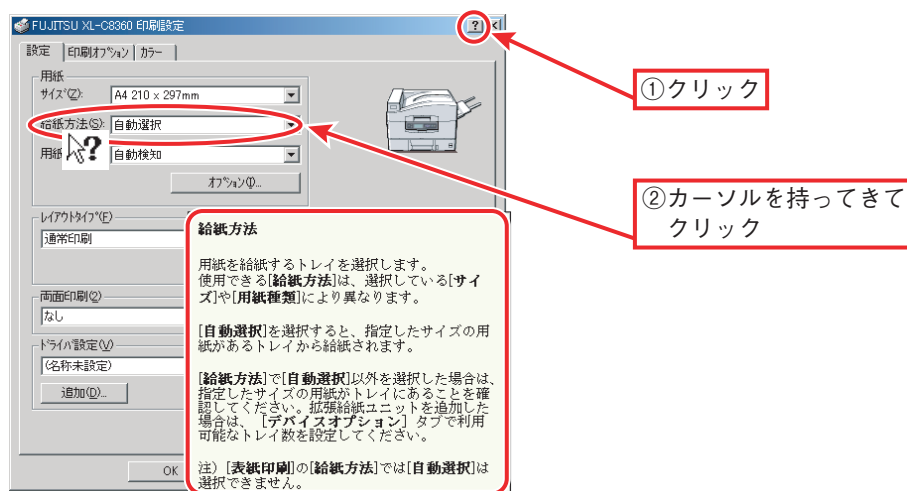 FUJITSU XL-C8360 印刷設定
設定 印刷ｵﾌﾟｼｮﾝ カラー
用紙
ｻｲｽﾞ(Z): A4 210 x 297mm
給紙方法(S): 自動選択
用紙 自動検知
ｵﾌﾟｼｮﾝ(I)...
ﾚｲｱｳﾄﾀｲﾌﾟ(F)
通常印刷
両面印刷(2)
なし
ﾄﾞﾗｲﾊﾞ設定(V)
(名称未設定)
追加(D)...
OK
給紙方法
用紙を給紙するトレイを選択します。
使用できる[給紙方法]は、選択している[サイ
ズ]や[用紙種類]により異なります。
[自動選択]を選択すると、指定したサイズの用
紙があるトレイから給紙されます。
[給紙方法]で[自動選択]以外を選択した場合は、
指定したサイズの用紙がトレイにあることを確
認してください。拡張給紙ユニットを追加した
場合は、［デバイスオプション］タブで利用
可能なトレイ数を設定してください。
注）[表紙印刷]の[給紙方法]では[自動選択]は
選択できません。
①クリック
②カーソルを持ってきて
クリック